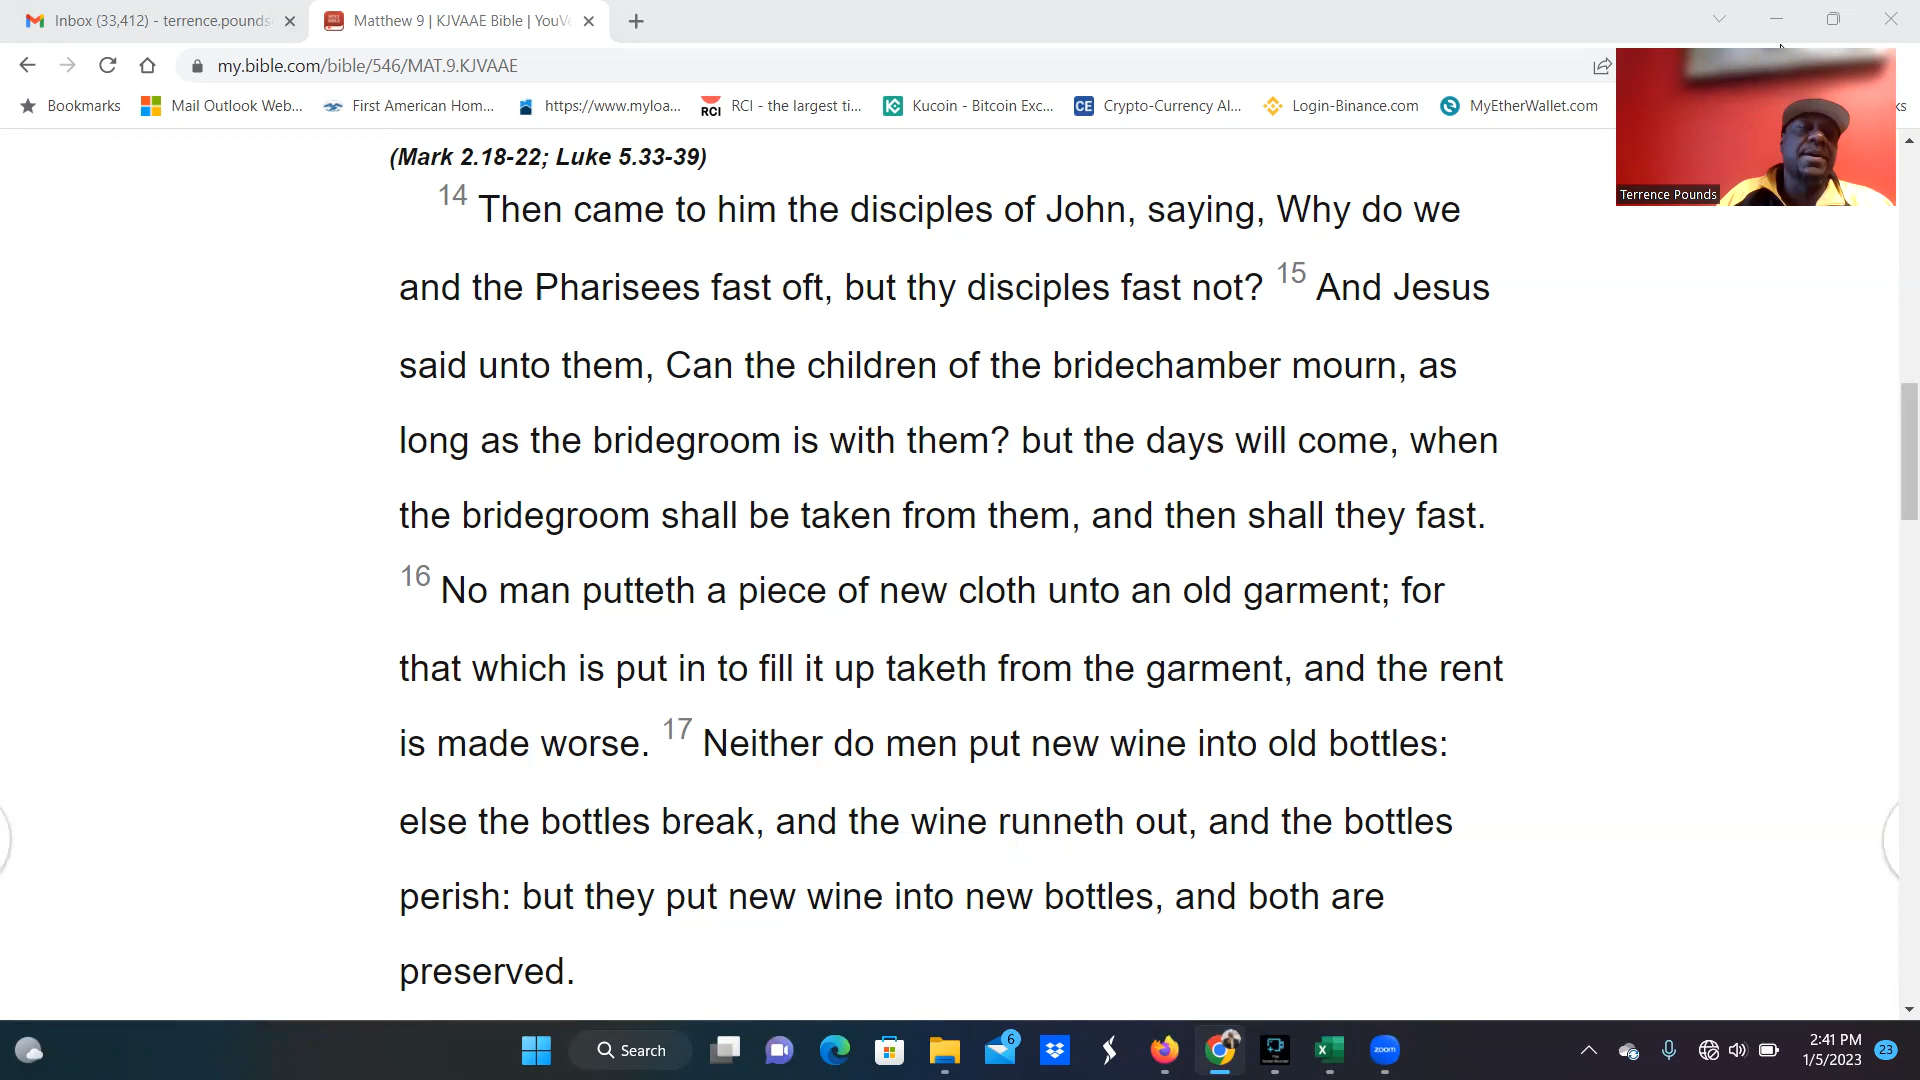 Inbox (33,412) - terrence.pounds
Matthew 9 | KJVAAE Bible | YouV
my.bible.com/bible/546/MAT.9.KJVAAE
Bookmarks
Mail Outlook Web...
First American Hom...
https://www.myloa...
RCI
RCI - the largest ti...
Kucoin - Bitcoin Exc...
CE
Crypto-Currency Al...
Login-Binance.com
MyEtherWallet.com
ks
Terrence Pounds
(Mark 2.18-22; Luke 5.33-39)
14 Then came to him the disciples of John, saying, Why do we
and the Pharisees fast oft, but thy disciples fast not? 15 And Jesus
said unto them, Can the children of the bridechamber mourn, as
long as the bridegroom is with them? but the days will come, when
the bridegroom shall be taken from them, and then shall they fast.
16 No man putteth a piece of new cloth unto an old garment; for
that which is put in to fill it up taketh from the garment, and the rent
is made worse. 17 Neither do men put new wine into old bottles:
else the bottles break, and the wine runneth out, and the bottles
perish: but they put new wine into new bottles, and both are
preserved.
Search
6
zoom
2:41 PM
1/5/2023
23